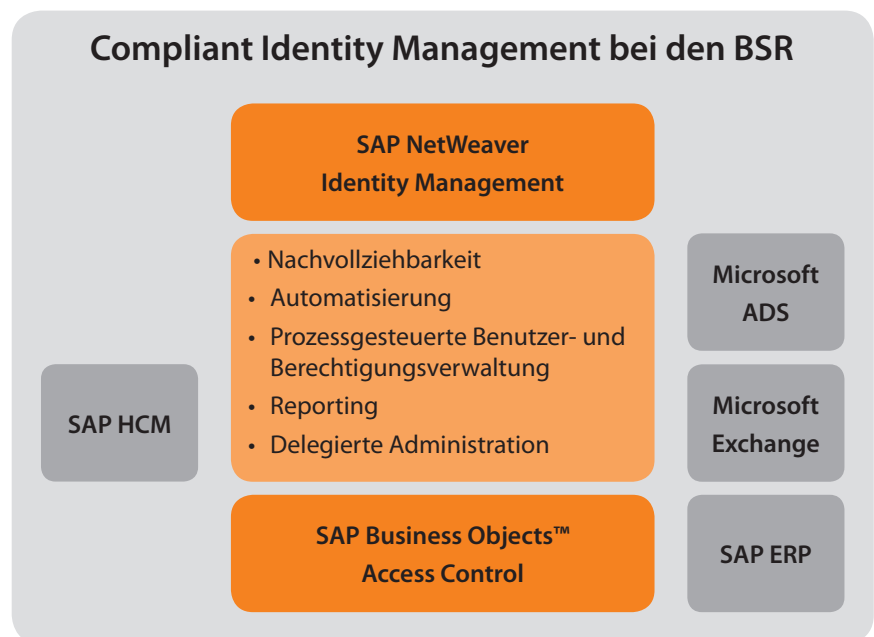 Compliant Identity Management bei den BSR
SAP NetWeaver
Identity Management
• Nachvollziehbarkeit
• Automatisierung
• Prozessgesteuerte Benutzer- und
Berechtigungsverwaltung
• Reporting
• Delegierte Administration
SAP HCM
Microsoft
ADS
Microsoft
Exchange
SAP Business Objects™
Access Control
SAP ERP